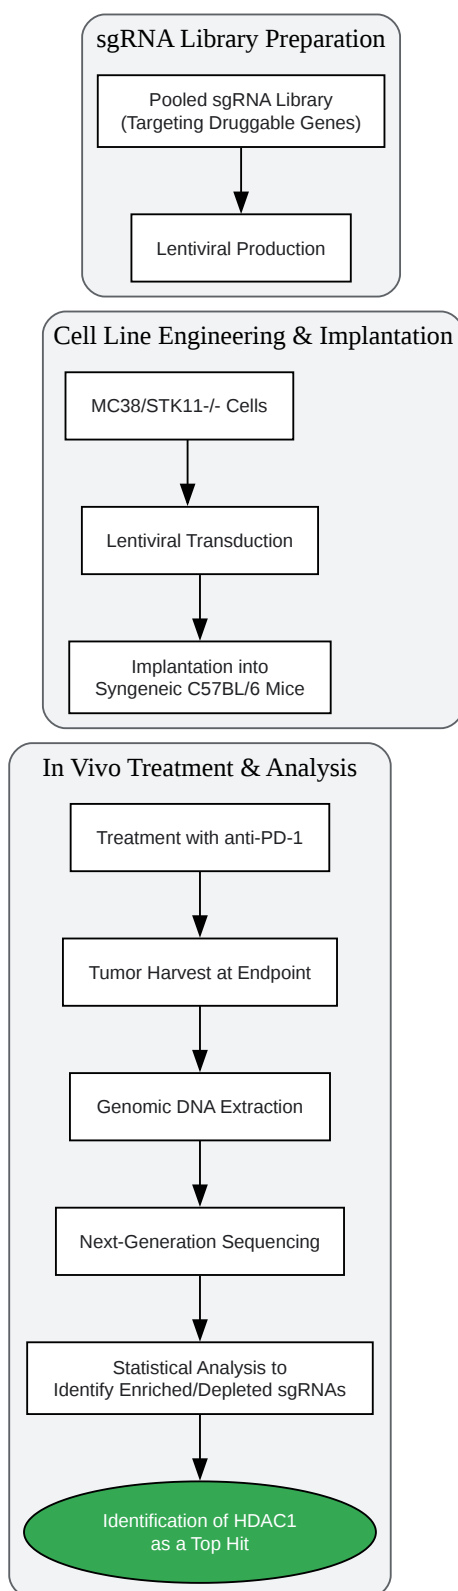 sgRNA Library Preparation
Pooled sgRNA Library
(Targeting Druggable Genes)
Lentiviral Production
Cell Line Engineering & Implantation
MC38/STK11-/- Cells
Lentiviral Transduction
Implantation into
Syngeneic C57BL/6 Mice
In Vivo Treatment & Analysis
Treatment with anti-PD-1
Tumor Harvest at Endpoint
Genomic DNA Extraction
Next-Generation Sequencing
Statistical Analysis to
Identify Enriched/Depleted sgRNAs
Identification of HDAC1
as a Top Hit